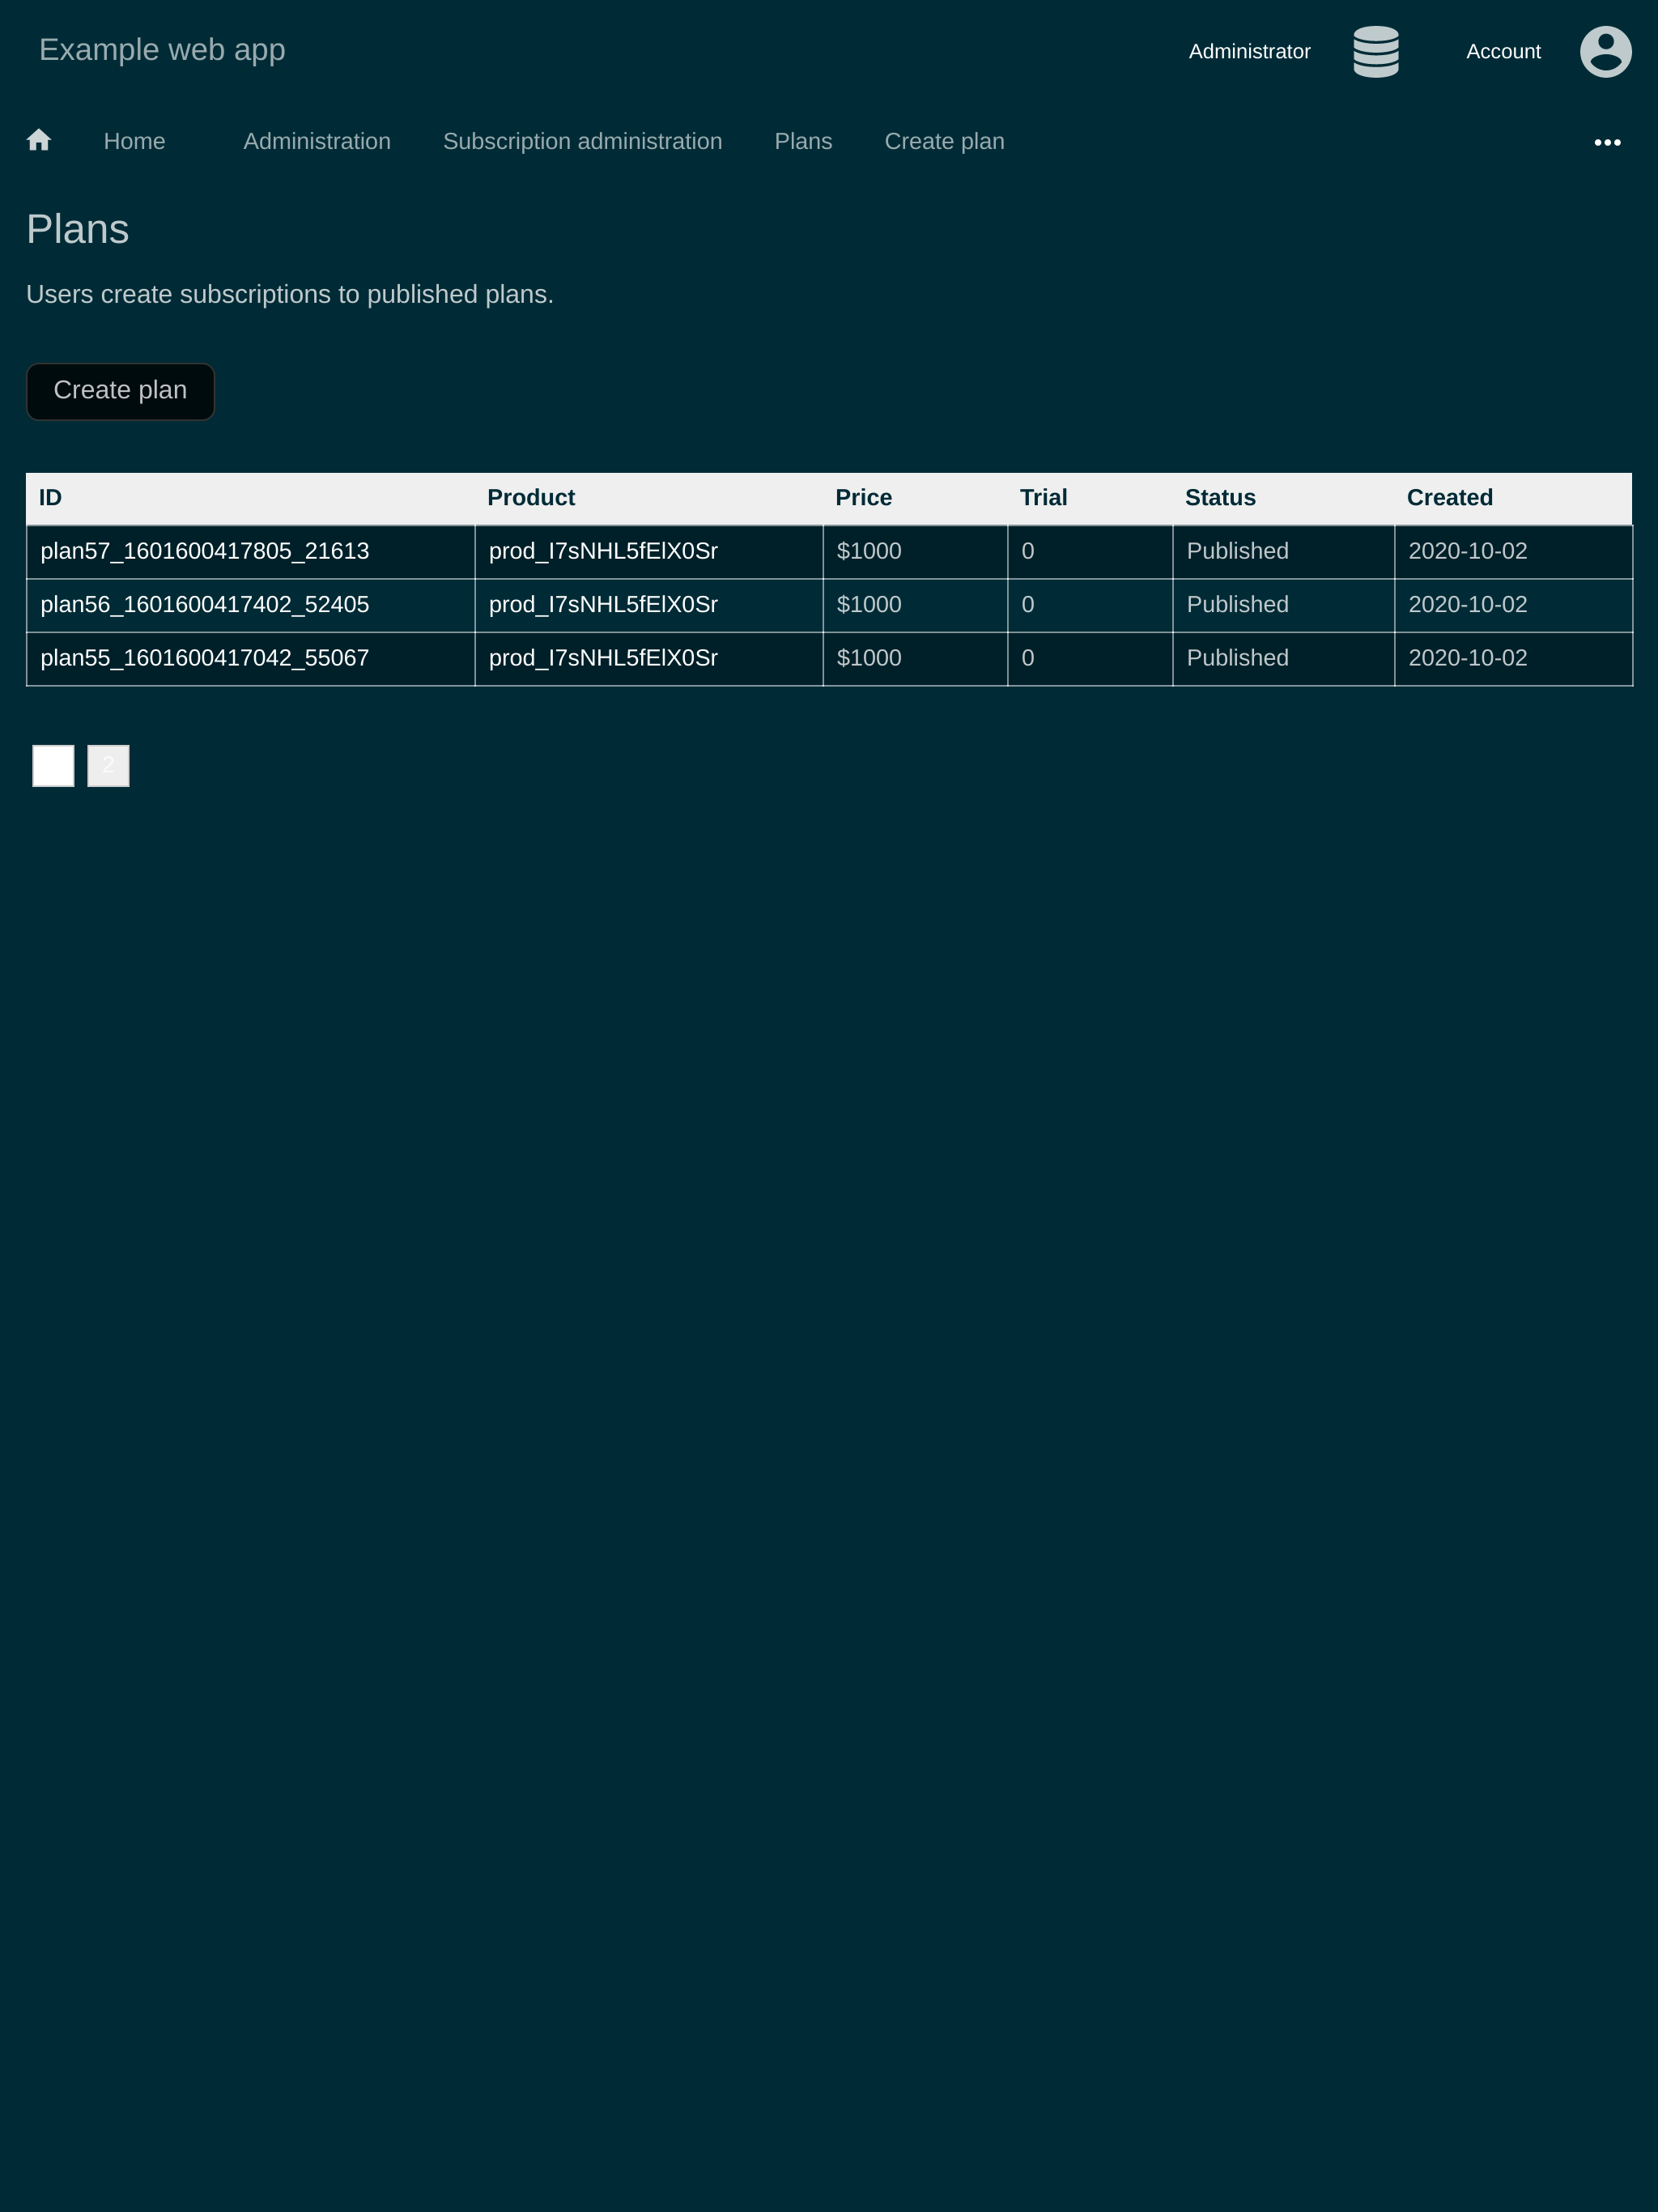 Example web app
Administrator
Account
Home Administration Subscription administration Plans Create plan
Plans
Users create subscriptions to published plans.
Create plan
ID Product Price Trial Status Created
plan57_1601600417805_21613 prod_I7sNHL5fElX0Sr $1000 0 Published 2020-10-02
plan56_1601600417402_52405 prod_I7sNHL5fElX0Sr $1000 0 Published 2020-10-02
plan55_1601600417042_55067 prod_I7sNHL5fElX0Sr $1000 0 Published 2020-10-02
2